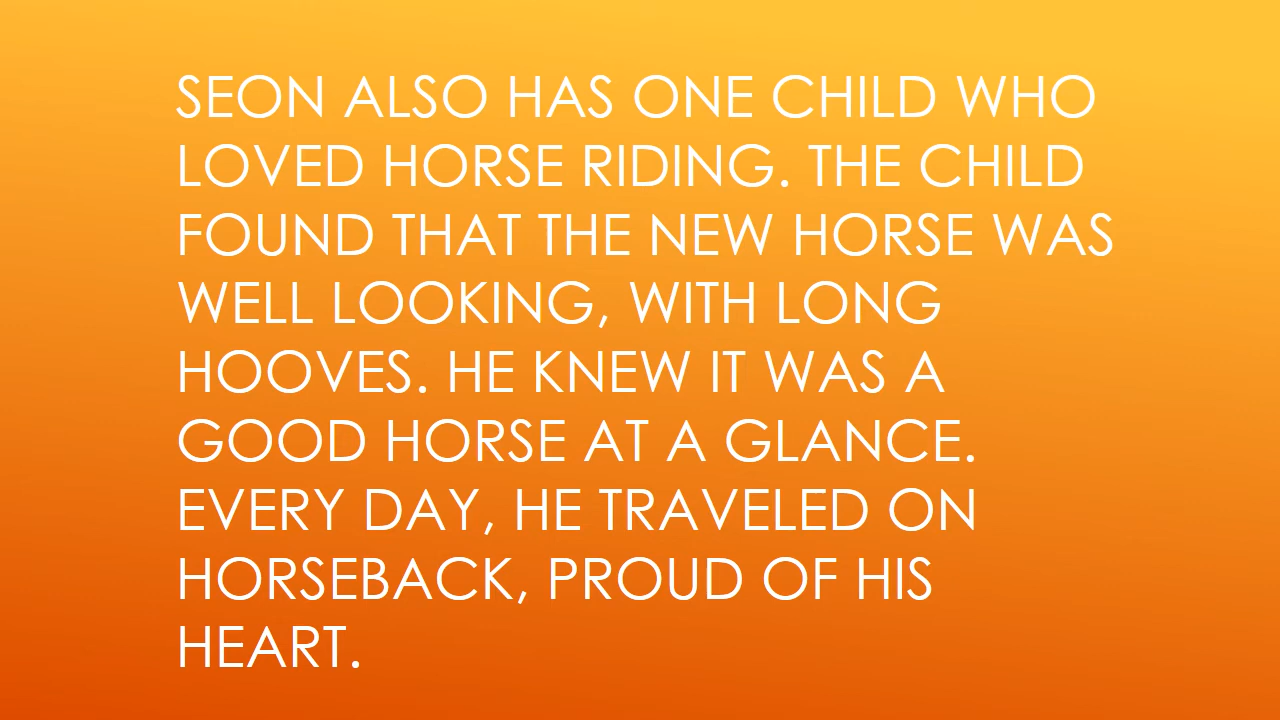 SEON ALSO HAS ONE CHILD WHO
LOVED HORSE RIDING. THE CHILD
FOUND THAT THE NEW HORSE WAS
WELL LOOKING, WITH LONG
HOOVES. HE KNEW IT WAS A
GOOD HORSE AT A GLANCE.
EVERY DAY, HE TRAVELED ON
HORSEBACK, PROUD OF HIS
HEART.